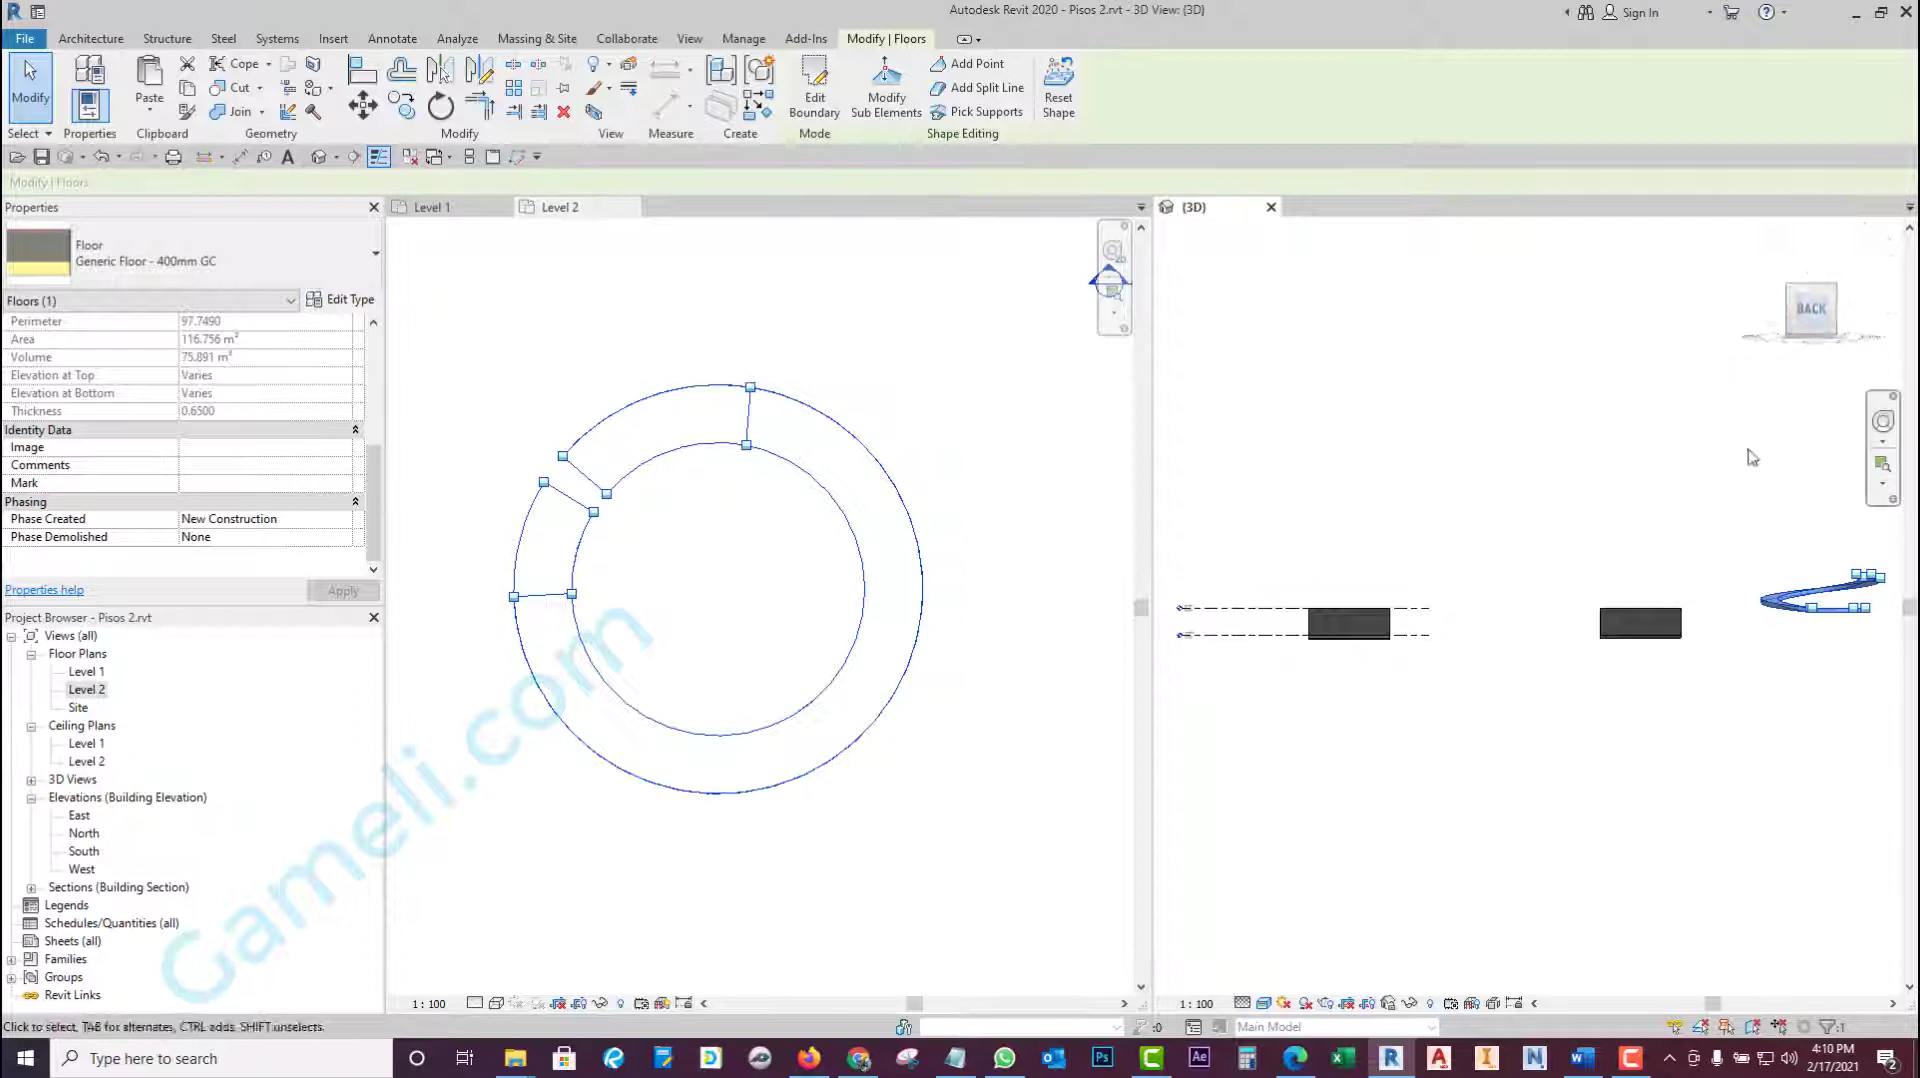 Autodesk Revit 2020 - Pisos 2.rvt - 3D View: {3D}
Sign In
File
Architecture
Structure
Steel
Systems
Insert
Annotate
Analyze
Massing & Site
Collaborate
View
Manage
Add-Ins
Modify | Floors
Modify
Paste
Cope
Cut
Join
Edit
Boundary
Modify
Sub Elements
Add Point
Add Split Line
Pick Supports
Reset
Shape
Select
Properties
Clipboard
Geometry
Modify
View
Measure
Create
Mode
Shape Editing
Modify | Floors
Properties
Level 1
Level 2
{3D}
Floor
Generic Floor - 400mm GC
Floors (1)
Edit Type
Perimeter 97.7490
Area 116.756 m²
Volume 75.891 m³
Elevation at Top Varies
Elevation at Bottom Varies
Thickness 0.6500
Identity Data
Image
Comments
Mark
Phasing
Phase Created New Construction
Phase Demolished None
Properties help
Apply
BACK
Project Browser - Pisos 2.rvt
Views (all)
Floor Plans
Level 1
Level 2
Site
Ceiling Plans
Level 1
Level 2
3D Views
Elevations (Building Elevation)
East
North
South
West
Sections (Building Section)
Legends
Schedules/Quantities (all)
Sheets (all)
Families
Groups
Revit Links
Gameli.com
1 : 100
1 : 100
Click to select, TAB for alternates, CTRL adds, SHIFT unselects.
:0
Main Model
:1
Type here to search
4:10 PM
2/17/2021